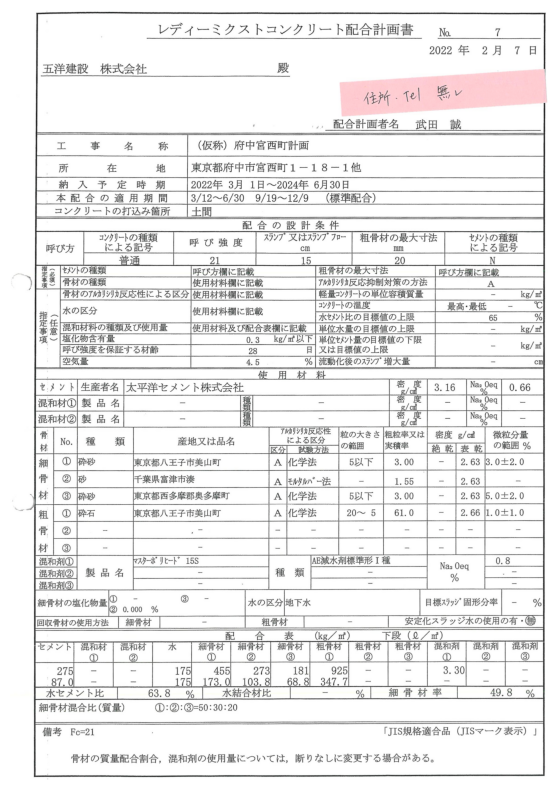 レディーミクストコンクリート配合計画書 No. 7
2022 年 2 月 7 日
五洋建設 株式会社 殿
住所.Tel 無し
配合計画者名 武田 誠
工事名称 (仮称)府中宮西町計画
所在地 東京都府中市宮西町1-18-1他
納入予定時期 2022年 3月 1日~2024年 6月30日
本配合の適用期間 3/12~6/30 9/19~12/9 (標準配合)
コンクリートの打込み箇所 土間
配合の設計条件
呼び方 コンクリートの種類による記号 呼び強度 スランプ又はスランプフロー cm 粗骨材の最大寸法 mm セメントの種類による記号
普通 21 15 20 N
指定事項 (必須) セメントの種類 呼び方欄に記載 粗骨材の最大寸法 呼び方欄に記載
骨材の種類 使用材料欄に記載 アルカリシリカ反応抑制対策の方法 A
指定事項 (任意) 骨材のアルカリシリカ反応性による区分 使用材料欄に記載 軽量コンクリートの単位容積質量 - kg/㎥
水の区分 使用材料欄に記載 コンクリートの温度 最高・最低 - ℃
水セメント比の目標値の上限 65 %
混和材料の種類及び使用量 使用材料及び配合表欄に記載 単位水量の目標値の上限 - kg/㎥
塩化物含有量 0.3 kg/㎥以下 単位セメント量の目標値の下限又は目標値の上限 - kg/㎥
呼び強度を保証する材齢 28 日
空気量 4.5 % 流動化後のスランプ増大量 - cm
使用材料
セメント 生産者名 太平洋セメント株式会社 密度 g/c㎥ 3.16 Na₂Oeq % 0.66
混和材① 製品名 - 種類 - 密度 g/c㎥ - Na₂Oeq % -
混和材② 製品名 - 種類 - 密度 g/c㎥ - Na₂Oeq % -
骨材 No. 種類 産地又は品名 アルカリシリカ反応性による区分 区分 試験方法 粒の大きさの範囲 粗粒率又は実積率 密度 g/c㎥ 絶乾 表乾 微粒分量の範囲 %
細骨材 ① 砕砂 東京都八王子市美山町 A 化学法 5以下 3.00 - 2.63 3.0±2.0
② 砂 千葉県富津市湊 A モルタルバー法 - 1.55 - 2.63 -
③ 砕砂 東京都西多摩郡奥多摩町 A 化学法 5以下 3.00 - 2.63 5.0±2.0
粗骨材 ① 砕石 東京都八王子市美山町 A 化学法 20~5 61.0 - 2.66 1.0±1.0
② - - - - - - - - -
③ - - - - - - - - -
混和剤① 製品名 マスターポリヒード 15S 種類 AE減水剤標準形Ⅰ種 Na₂Oeq % 0.8
混和剤② - - -
混和剤③ - - -
細骨材の塩化物量 ① - ③ - 水の区分 地下水 目標スラッジ固形分率 - %
② 0.000 %
回収骨材の使用方法 細骨材 - 粗骨材 - 安定化スラッジ水の使用の有・無
配合表 (kg/㎥) 下段(ℓ/㎥)
セメント 混和材① 混和材② 水 細骨材① 細骨材② 細骨材③ 粗骨材① 粗骨材② 粗骨材③ 混和剤① 混和剤② 混和剤③
275 - - 175 455 273 181 925 - - 3.30 - -
87.0 - - 175 173.0 103.8 68.8 347.7 - - - - -
水セメント比 63.8 % 水結合材比 - % 細骨材率 49.8 %
細骨材混合比(質量) ①:②:③=50:30:20
備考 Fc=21 「JIS規格適合品(JISマーク表示)」
骨材の質量配合割合,混和剤の使用量については,断りなしに変更する場合がある。